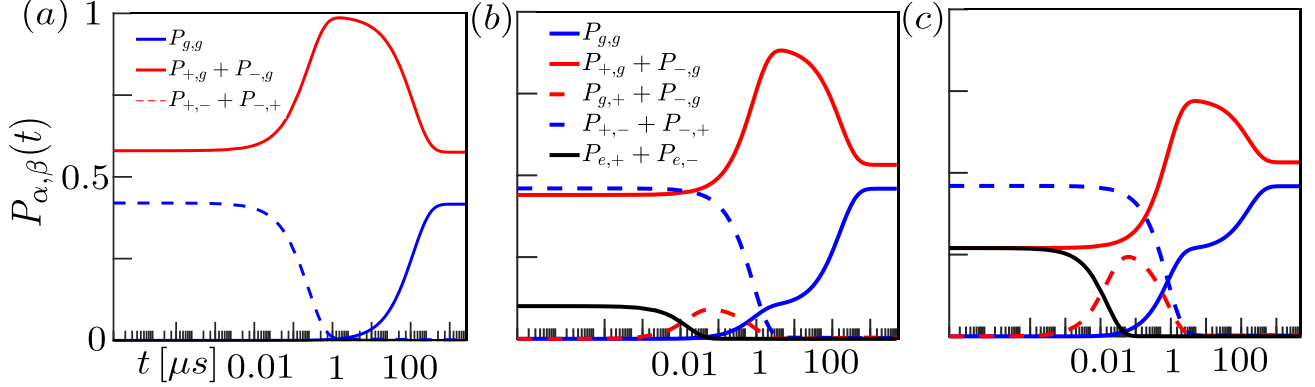 (a)
1
P_{g,g}
P_{+,g} + P_{-,g}
P_{+,-} + P_{-,+}
P_{α,β}(t)
0.5
0
t [μs] 0.01 1 100
(b)
P_{g,g}
P_{+,g} + P_{-,g}
P_{g,+} + P_{-,g}
P_{+,-} + P_{-,+}
P_{e,+} + P_{e,-}
0.01 1 100
(c)
0.01 1 100